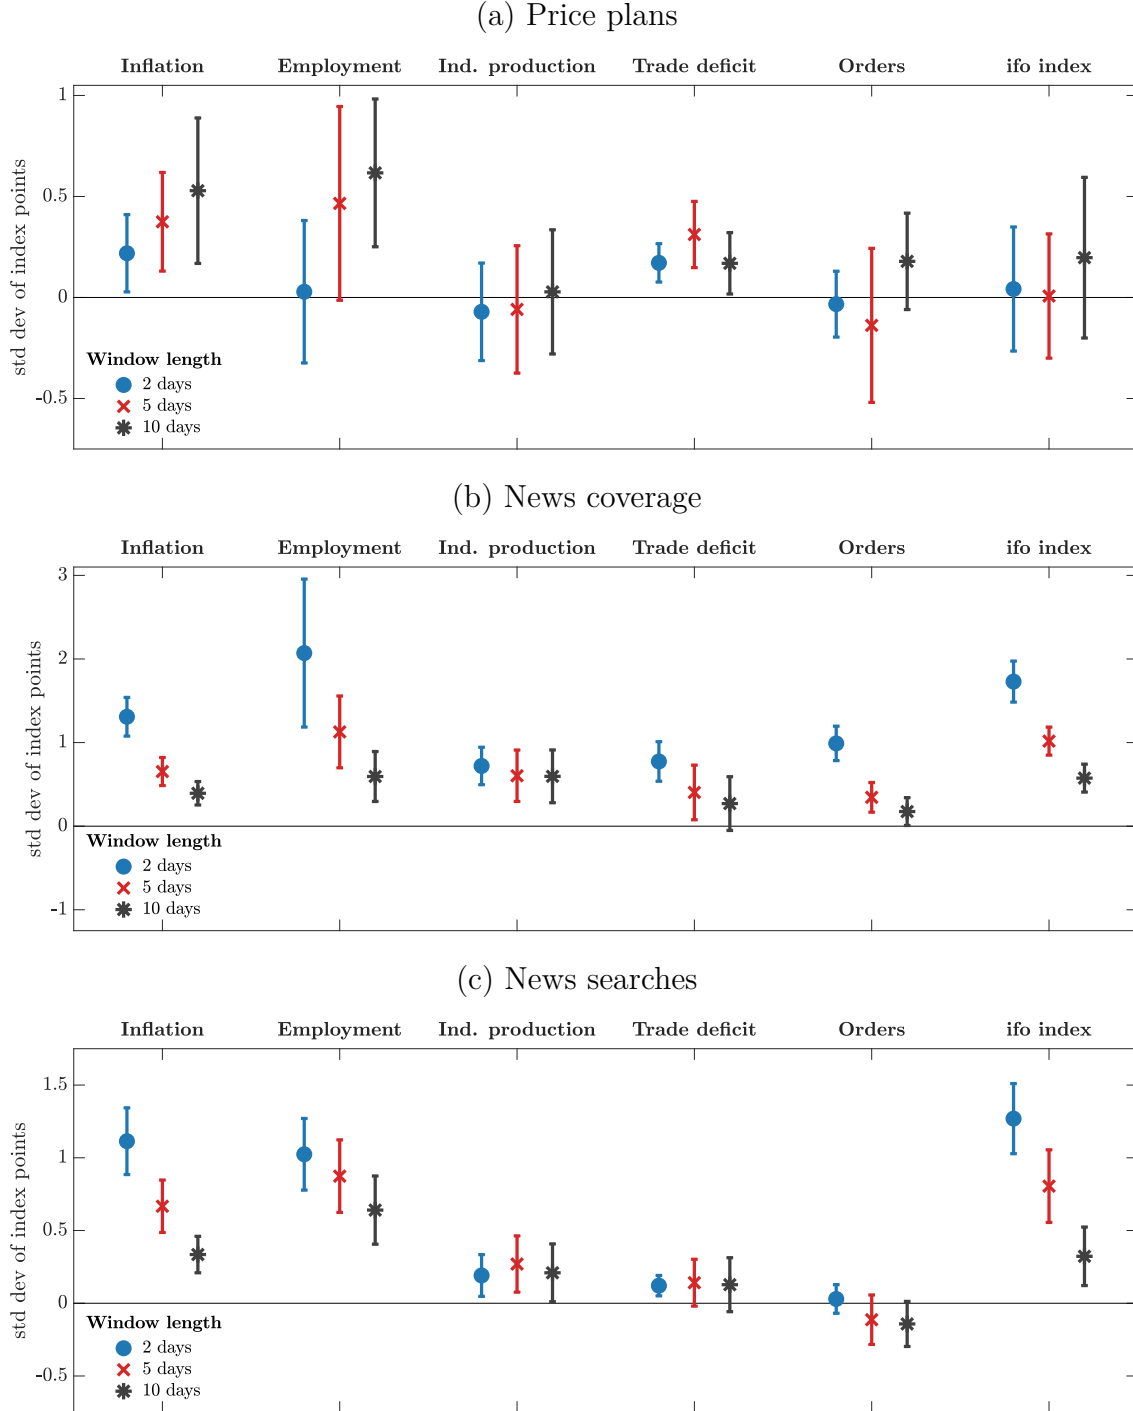 (a) Price plans
Inflation Employment Ind. production Trade deficit Orders ifo index
std dev of index points
1
0.5
0
-0.5
Window length
2 days
5 days
10 days
(b) News coverage
Inflation Employment Ind. production Trade deficit Orders ifo index
std dev of index points
3
2
1
0
-1
Window length
2 days
5 days
10 days
(c) News searches
Inflation Employment Ind. production Trade deficit Orders ifo index
std dev of index points
1.5
1
0.5
0
-0.5
Window length
2 days
5 days
10 days